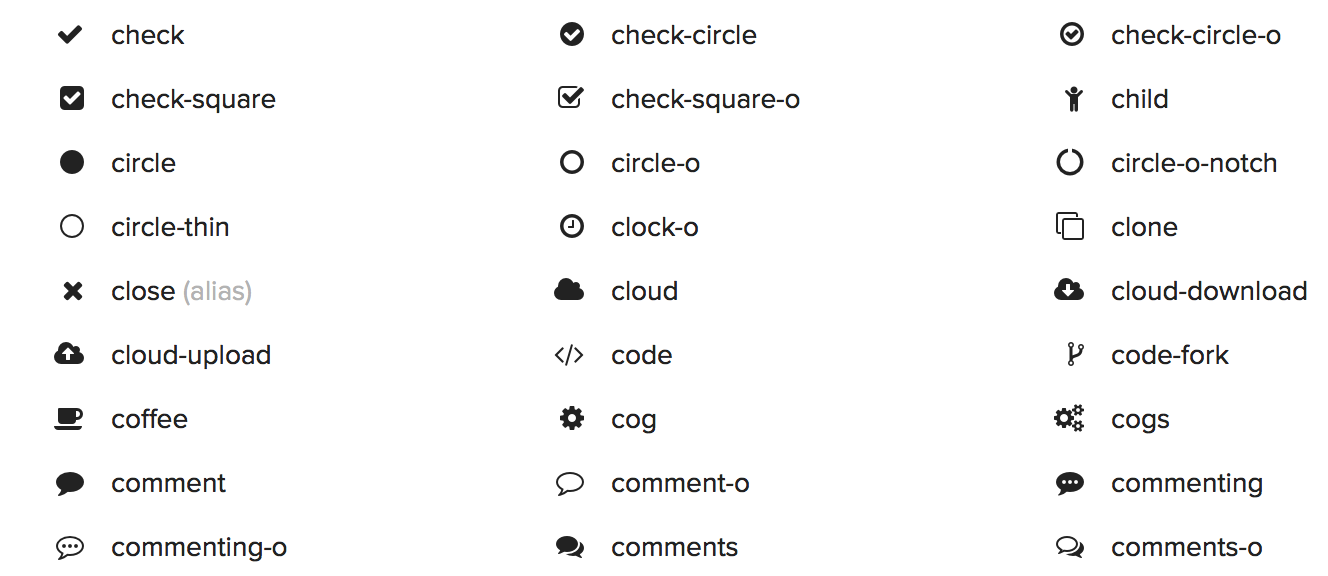 check check-circle check-circle-o
check-square check-square-o child
circle circle-o circle-o-notch
circle-thin clock-o clone
close (alias) cloud cloud-download
cloud-upload code code-fork
coffee cog cogs
comment comment-o commenting
commenting-o comments comments-o